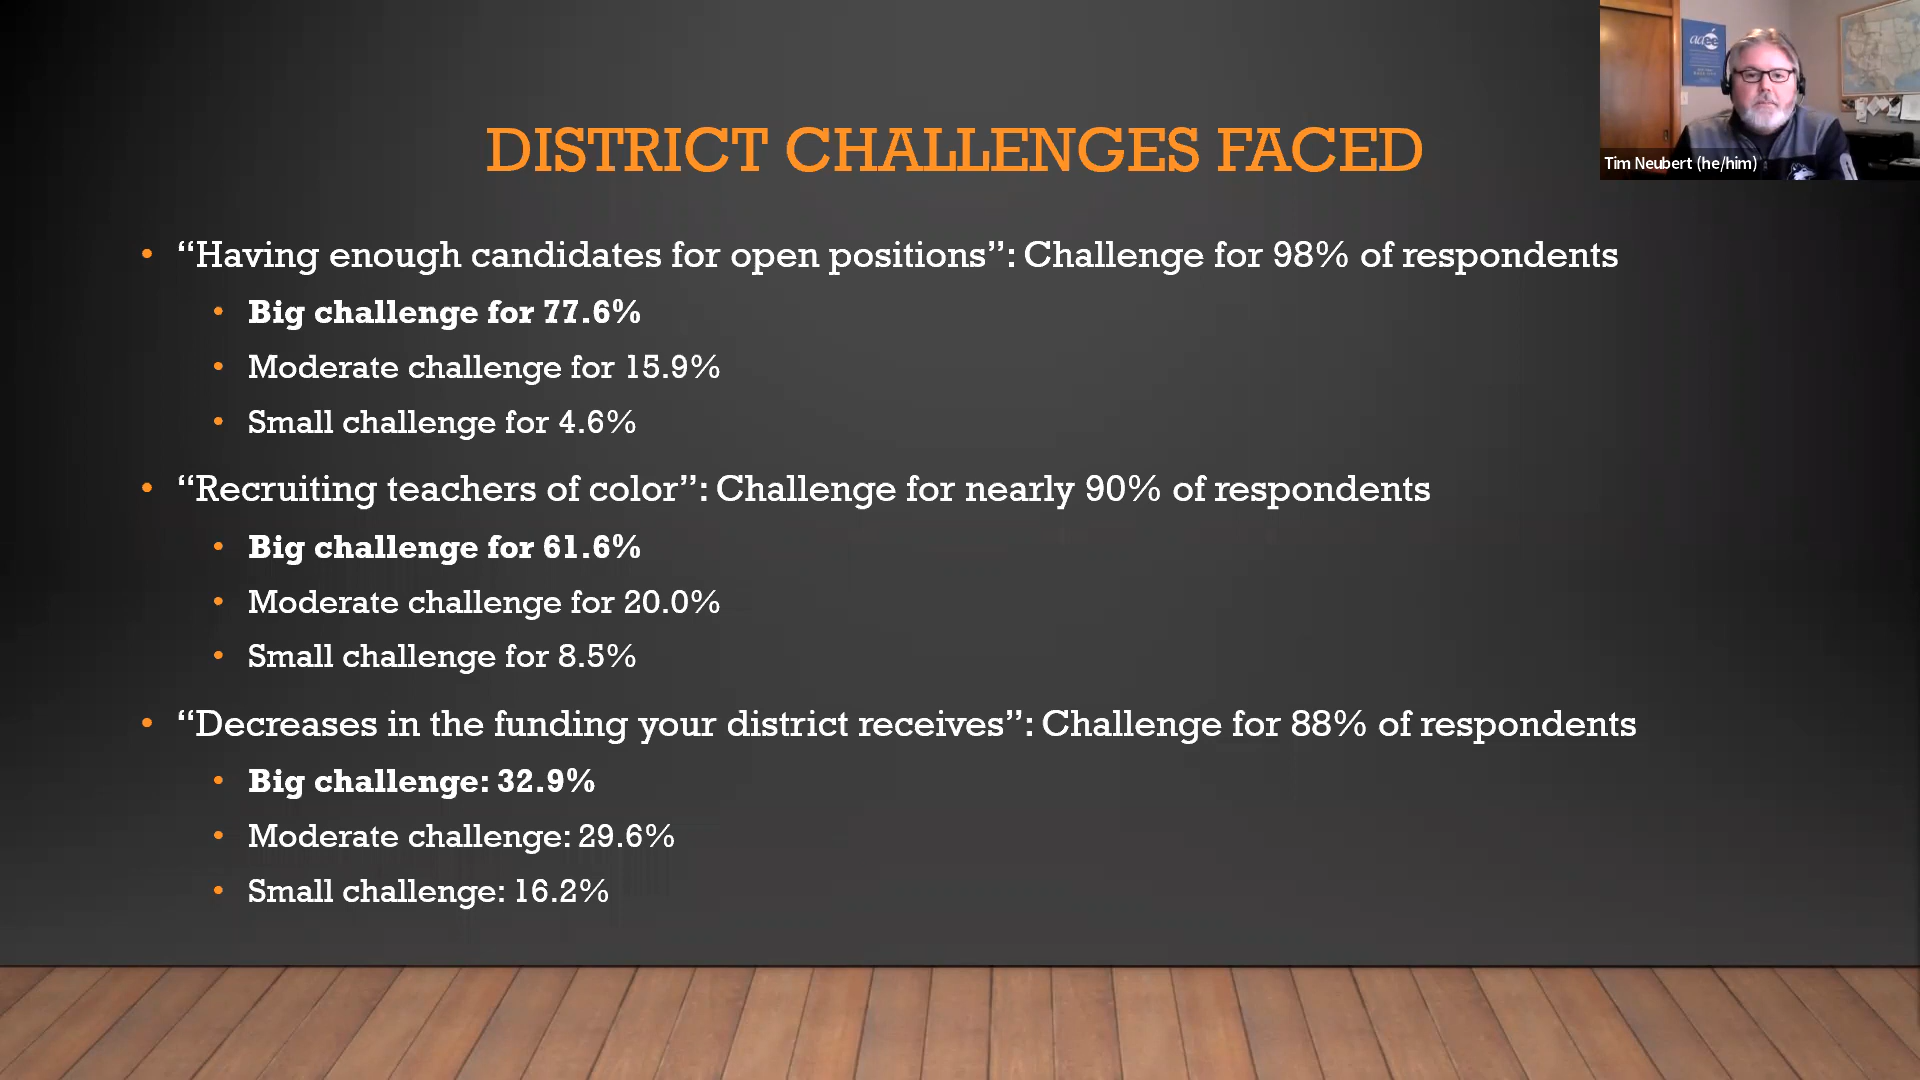 DISTRICT CHALLENGES FACED
aaee
Tim Neubert (he/him)
• “Having enough candidates for open positions”: Challenge for 98% of respondents
• Big challenge for 77.6%
• Moderate challenge for 15.9%
• Small challenge for 4.6%
• “Recruiting teachers of color”: Challenge for nearly 90% of respondents
• Big challenge for 61.6%
• Moderate challenge for 20.0%
• Small challenge for 8.5%
• “Decreases in the funding your district receives”: Challenge for 88% of respondents
• Big challenge: 32.9%
• Moderate challenge: 29.6%
• Small challenge: 16.2%